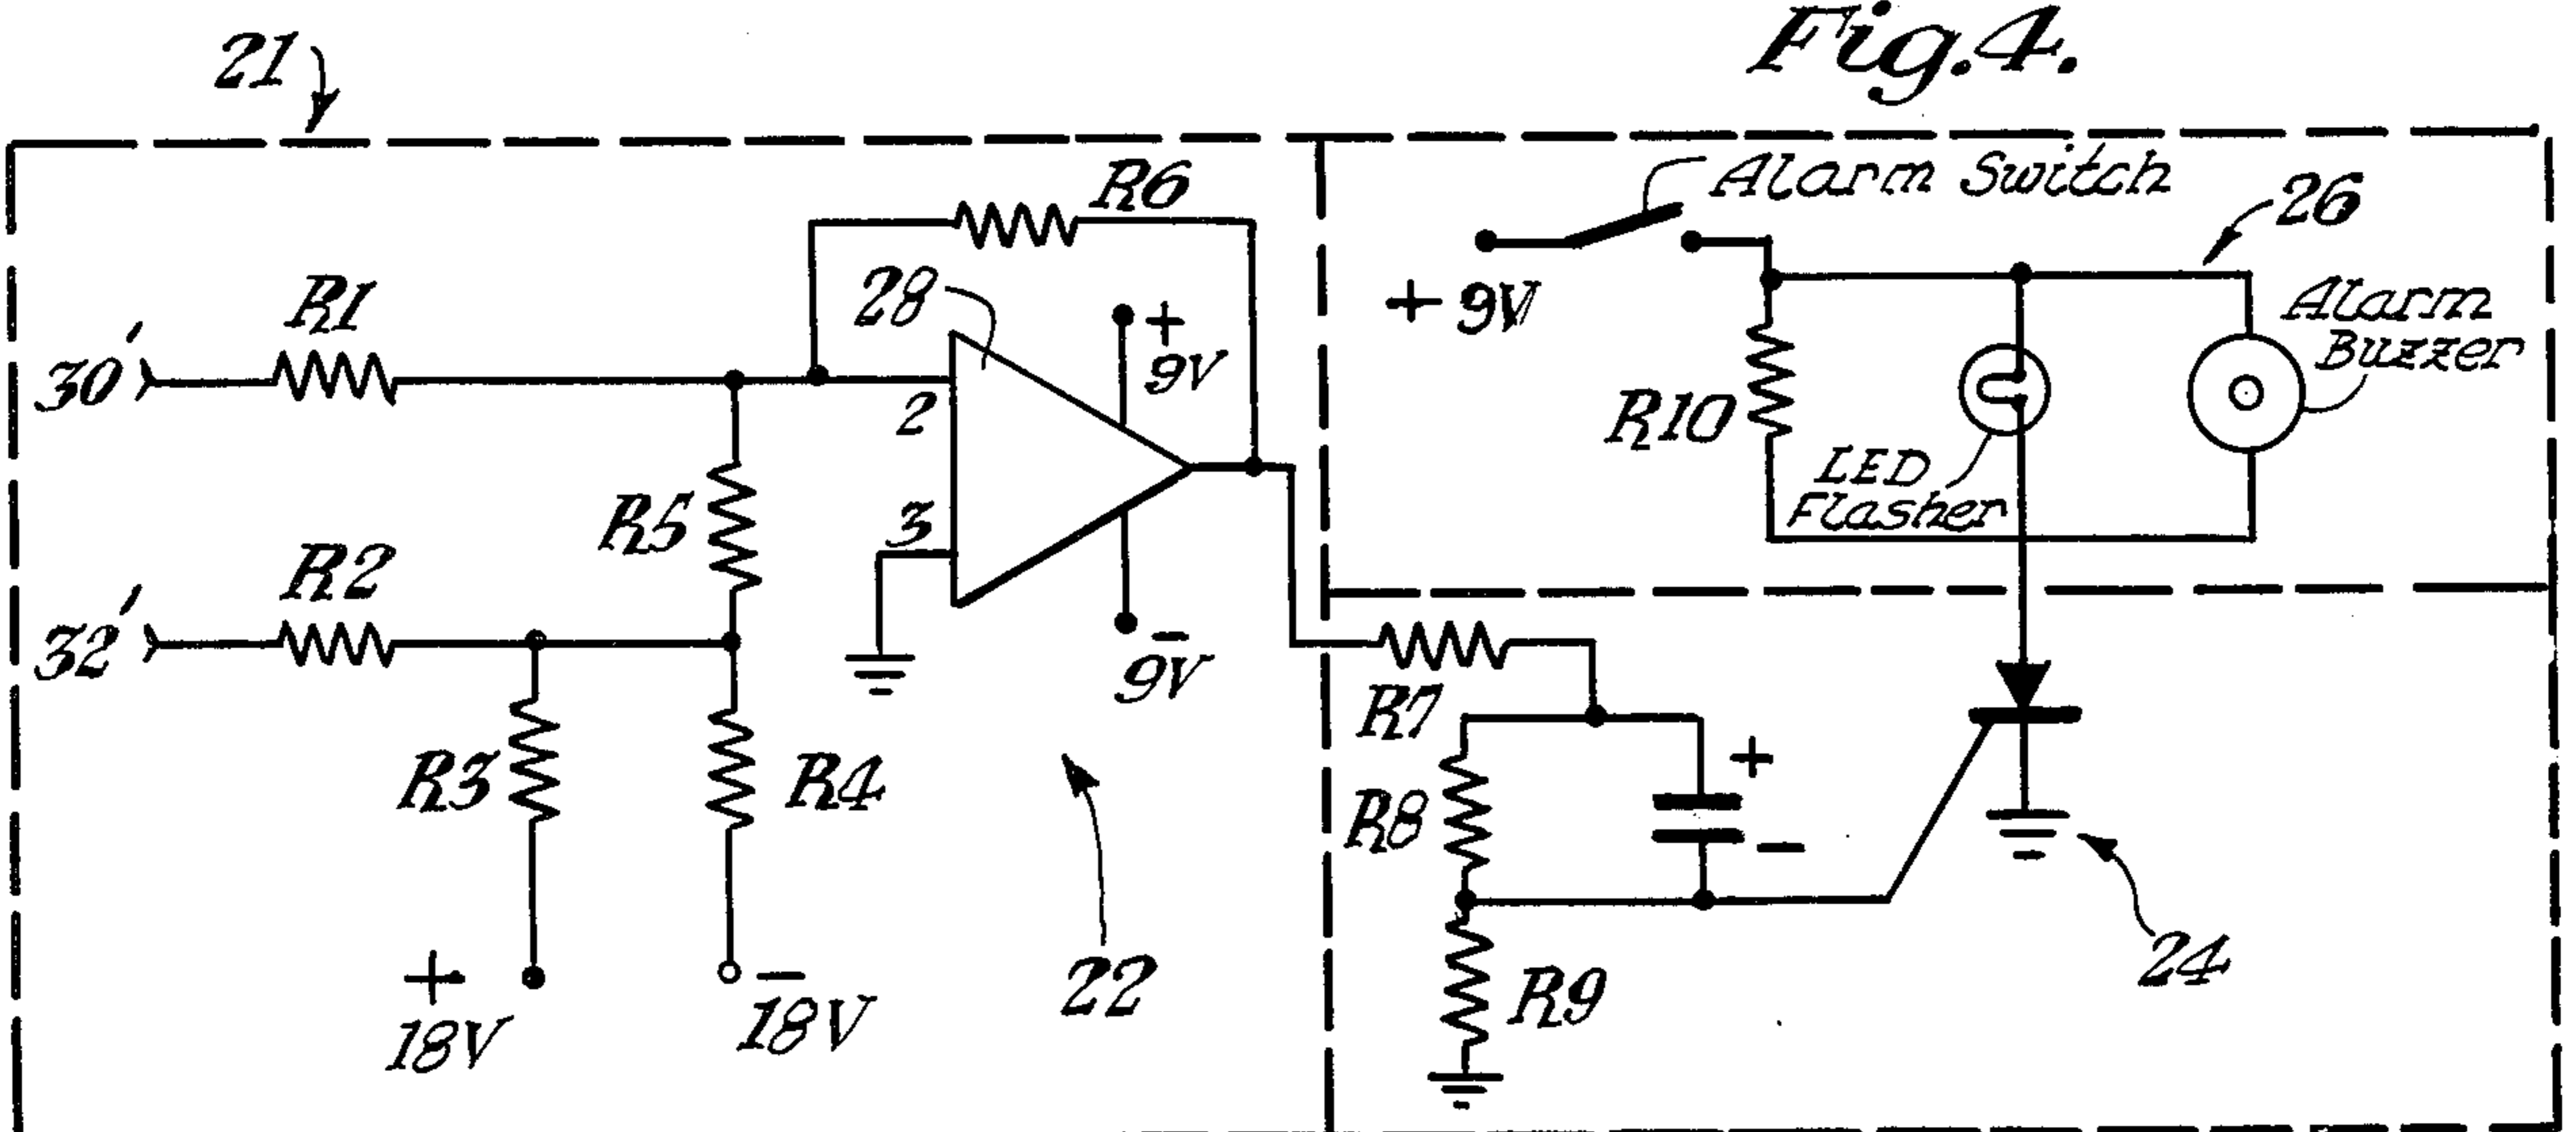 Fig.4.
21
R6
Alarm Switch
26
28
+
9V
+ 9V
R1
30'
2
Alarm
Buzzer
R10
LED
Flasher
R5
3
R2
32'
-
9V
R7
+
R3
R4
R8
-
24
22
R9
+
18V
-
18V